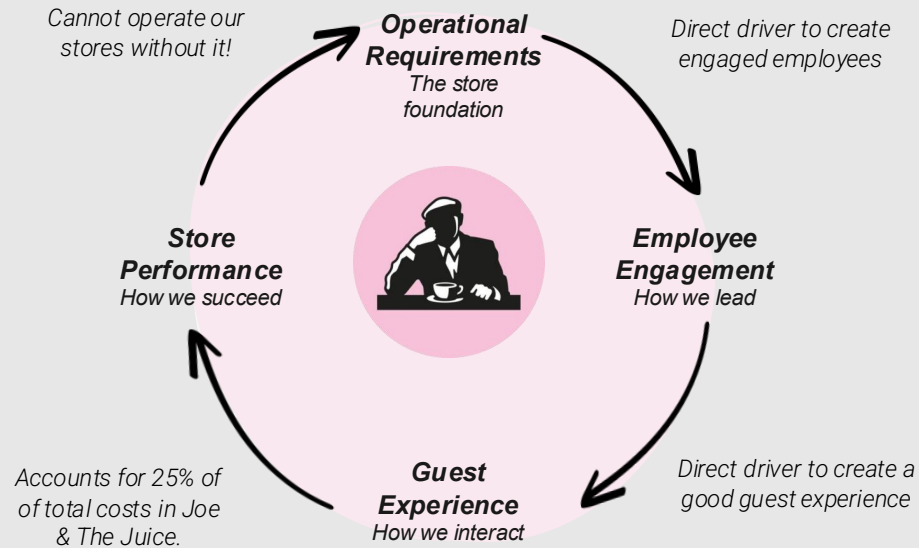 Cannot operate our
stores without it!
Operational
Requirements
The store
foundation
Direct driver to create
engaged employees
Store
Performance
How we succeed
Employee
Engagement
How we lead
Accounts for 25% of
of total costs in Joe
& The Juice.
Guest
Experience
How we interact
Direct driver to create a
good guest experience